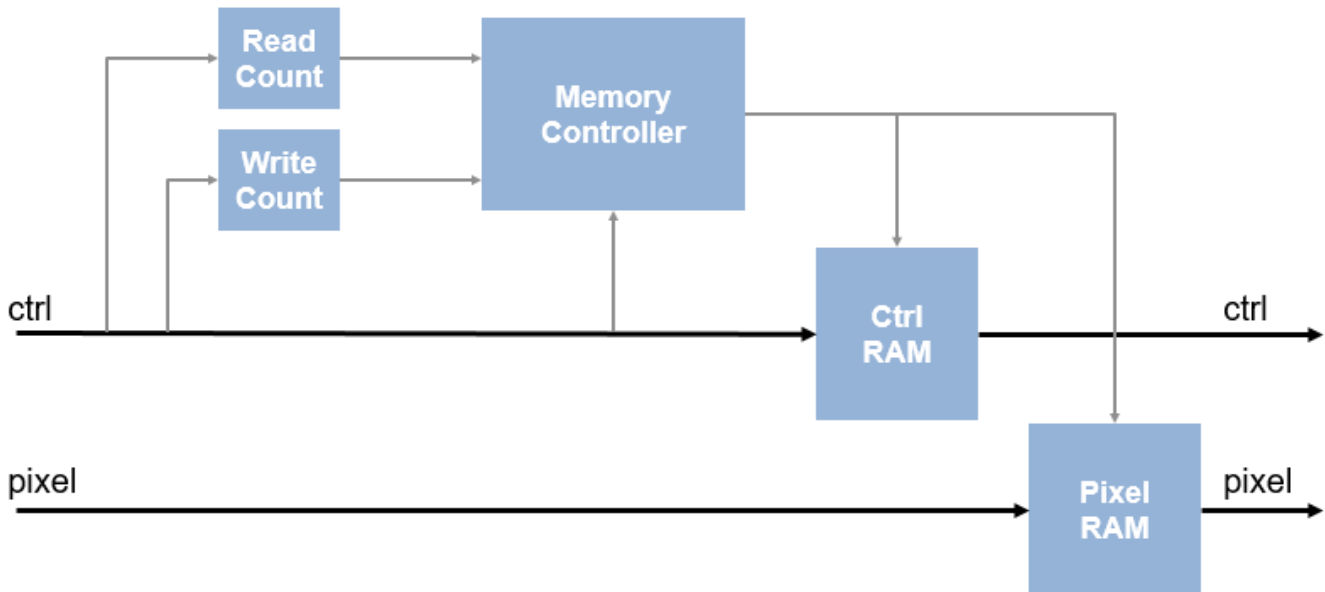 Read
Count
Memory
Controller
Write
Count
ctrl
Ctrl
RAM
ctrl
pixel
Pixel
RAM
pixel